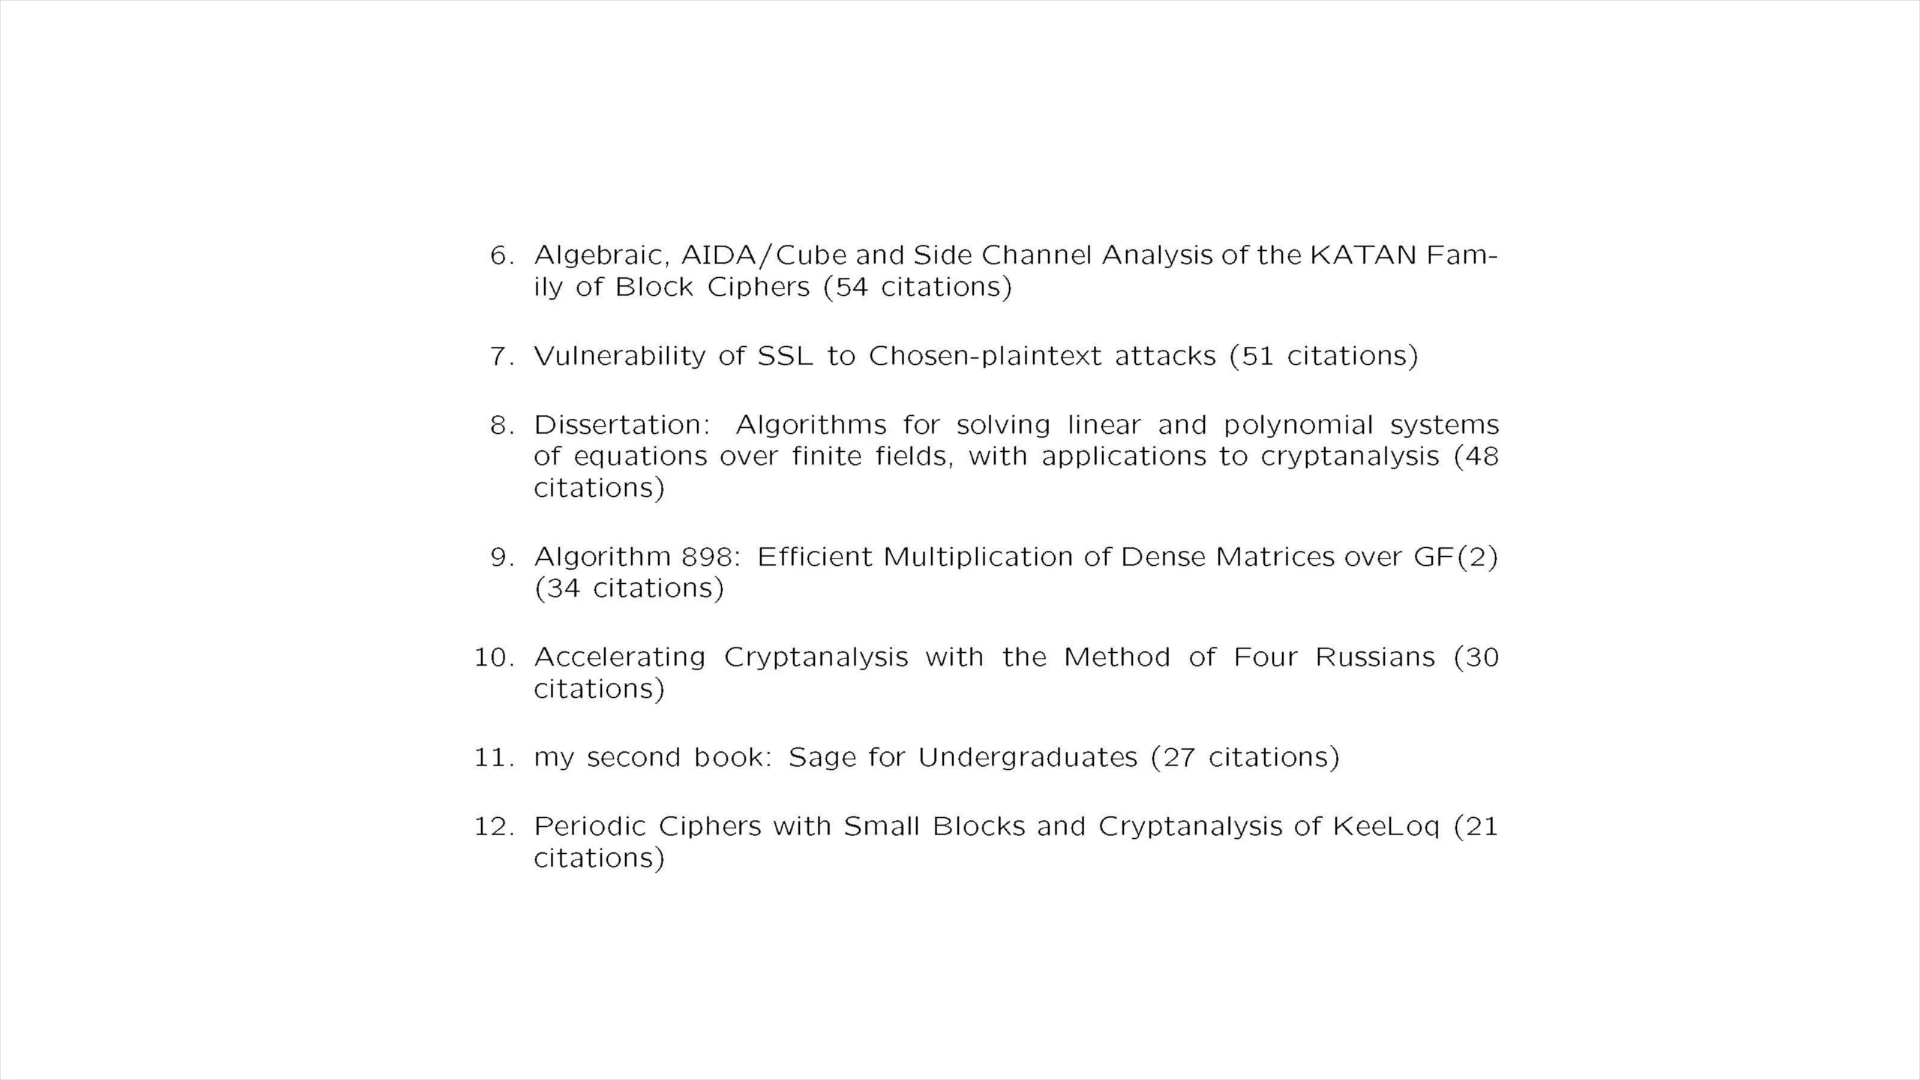 6. Algebraic, AIDA/Cube and Side Channel Analysis of the KATAN Fam-
ily of Block Ciphers (54 citations)
7. Vulnerability of SSL to Chosen-plaintext attacks (51 citations)
8. Dissertation: Algorithms for solving linear and polynomial systems
of equations over finite fields, with applications to cryptanalysis (48
citations)
9. Algorithm 898: Efficient Multiplication of Dense Matrices over GF(2)
(34 citations)
10. Accelerating Cryptanalysis with the Method of Four Russians (30
citations)
11. my second book: Sage for Undergraduates (27 citations)
12. Periodic Ciphers with Small Blocks and Cryptanalysis of KeeLoq (21
citations)